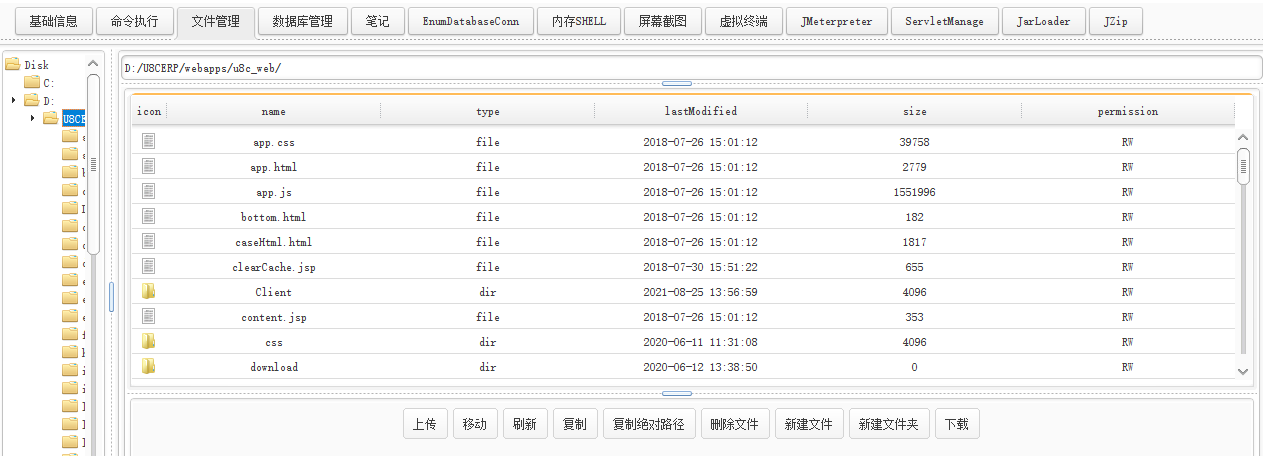 基础信息 命令执行 文件管理 数据库管理 笔记 EnumDatabaseConn 内存SHELL 屏幕截图 虚拟终端 JMeterpreter ServletManage JarLoader JZip
Disk
C:
D:
U8CE
D:/U8CERP/webapps/u8c_web/
icon name type lastModified size permission
app.css file 2018-07-26 15:01:12 39758 RW
app.html file 2018-07-26 15:01:12 2779 RW
app.js file 2018-07-26 15:01:12 1551996 RW
bottom.html file 2018-07-26 15:01:12 182 RW
caseHtml.html file 2018-07-26 15:01:12 1817 RW
clearCache.jsp file 2018-07-30 15:51:22 655 RW
Client dir 2021-08-25 13:56:59 4096 RW
content.jsp file 2018-07-26 15:01:12 353 RW
css dir 2020-06-11 11:31:08 4096 RW
download dir 2020-06-12 13:38:50 0 RW
上传 移动 刷新 复制 复制绝对路径 删除文件 新建文件 新建文件夹 下载